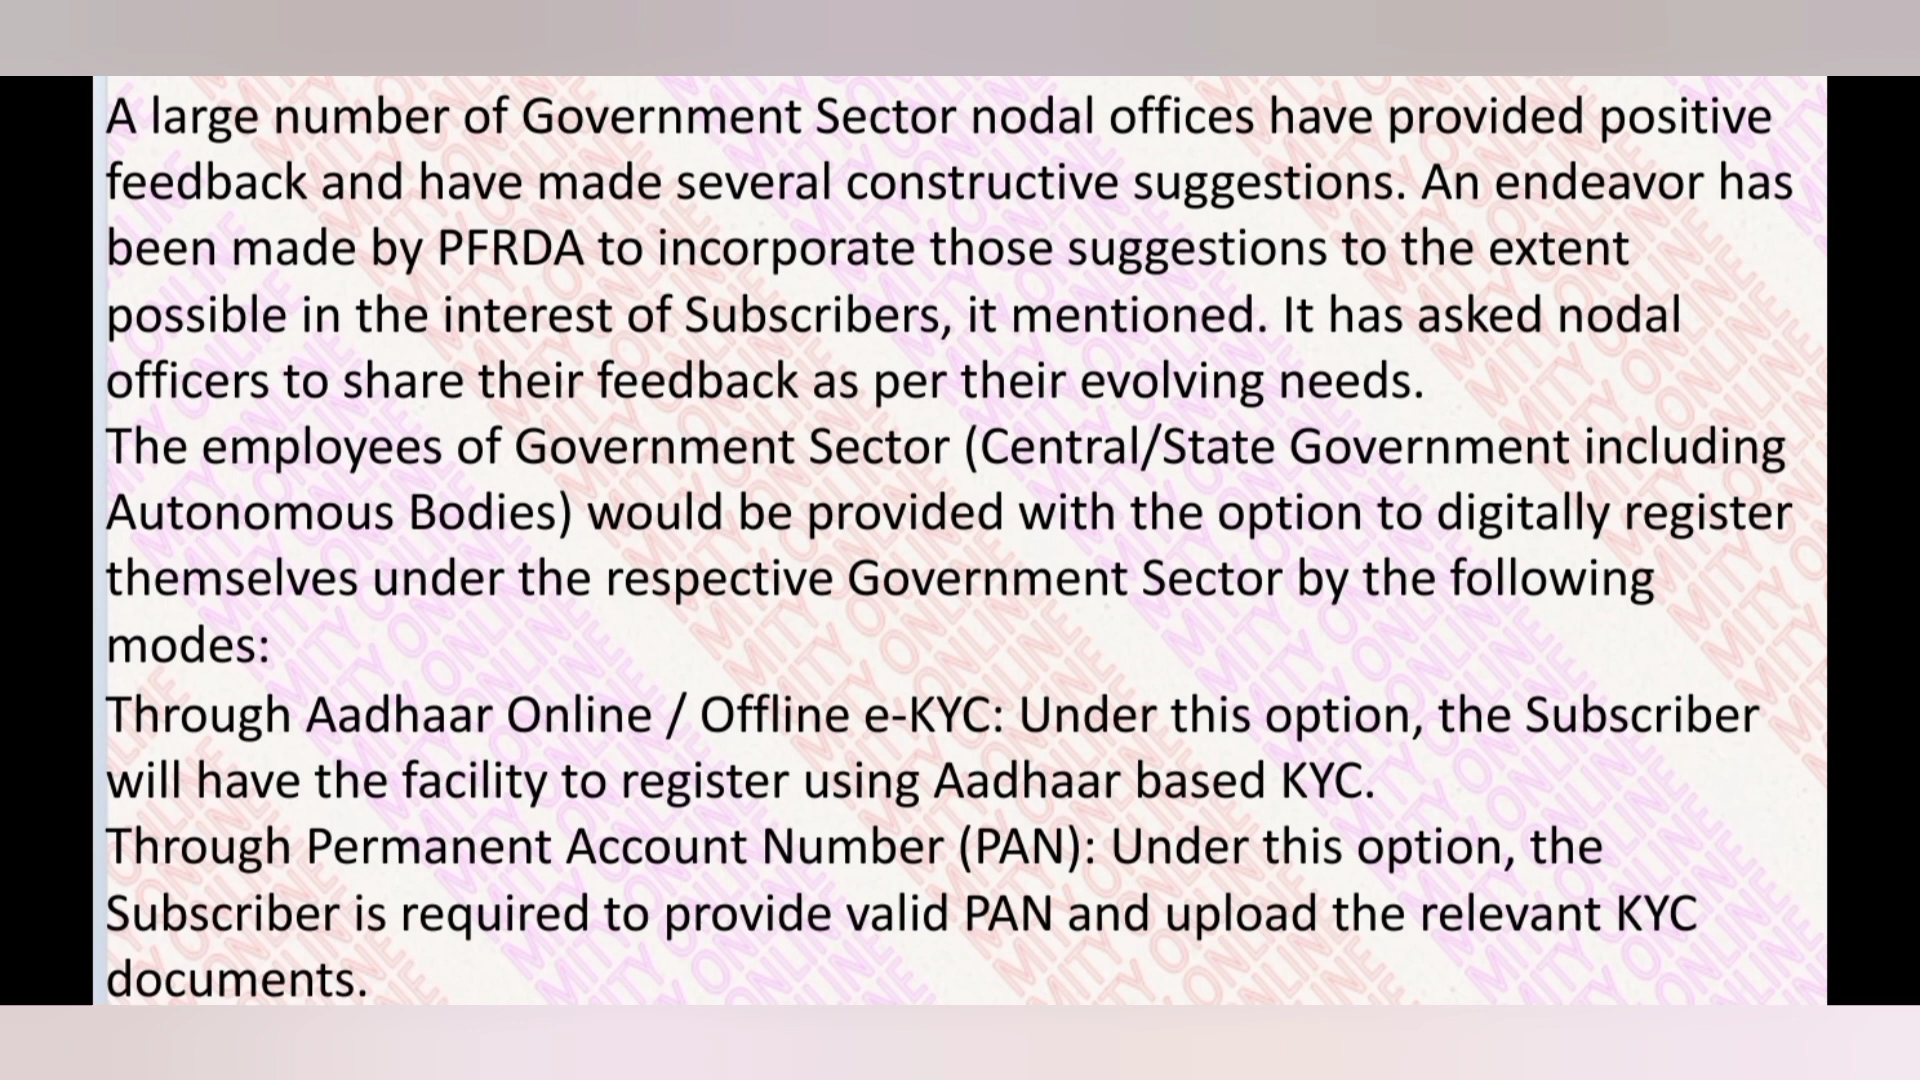 A large number of Government Sector nodal offices have provided positive
feedback and have made several constructive suggestions. An endeavor has
been made by PFRDA to incorporate those suggestions to the extent
possible in the interest of Subscribers, it mentioned. It has asked nodal
officers to share their feedback as per their evolving needs.
The employees of Government Sector (Central/State Government including
Autonomous Bodies) would be provided with the option to digitally register
themselves under the respective Government Sector by the following
modes:
Through Aadhaar Online / Offline e-KYC: Under this option, the Subscriber
will have the facility to register using Aadhaar based KYC.
Through Permanent Account Number (PAN): Under this option, the
Subscriber is required to provide valid PAN and upload the relevant KYC
documents.